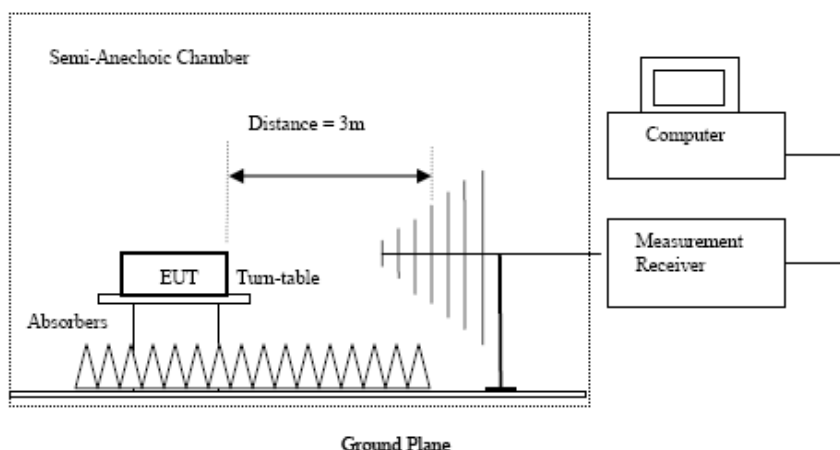 Semi-Anechoic Chamber
Distance = 3m
Computer
Measurement
Receiver
EUT
Turn-table
Absorbers
Ground Plane